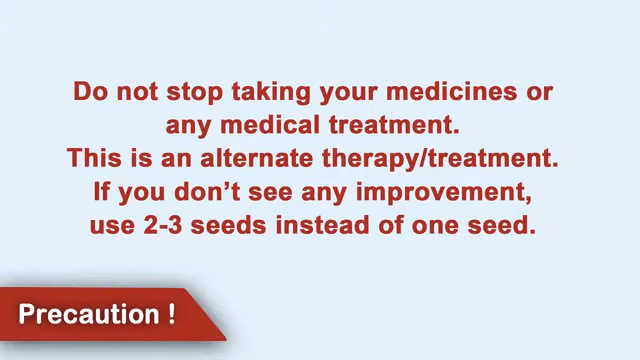 Do not stop taking your medicines or
any medical treatment.
This is an alternate therapy/treatment.
If you don’t see any improvement,
use 2-3 seeds instead of one seed.
Precaution !